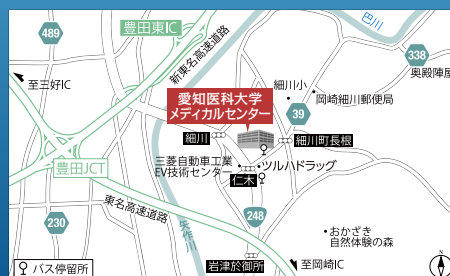 489
豊田東IC
新東名高速道路
巴川
338
奥殿陣屋
至三好IC
愛知医科大学
メディカルセンター
細川小
岡崎細川郵便局
39
細川
細川町長根
三菱自動車工業
EV技術センター
ツルハドラッグ
仁木
豊田JCT
東名高速道路
矢作川
248
230
おかざき
自然体験の森
岩津於御所
至岡崎IC
バス停留所
N